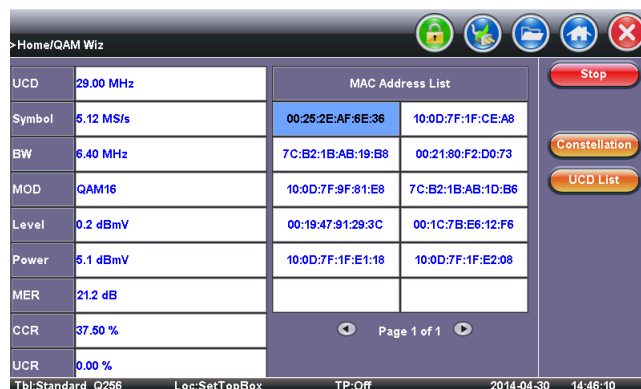 >Home/QAM Wiz
UCD 29.00 MHz
Symbol 5.12 MS/s
BW 6.40 MHz
MOD QAM16
Level 0.2 dBmV
Power 5.1 dBmV
MER 21.2 dB
CCR 37.50 %
UCR 0.00 %
MAC Address List
00:25:2E:AF:6E:36 10:0D:7F:1F:CE:A8
7C:B2:1B:AB:19:B8 00:21:80:F2:D0:73
10:0D:7F:9F:81:E8 7C:B2:1B:AB:1D:B6
00:19:47:91:29:3C 00:1C:7B:E6:12:F6
10:0D:7F:1F:E1:18 10:0D:7F:1F:E2:08
Page 1 of 1
Stop
Constellation
UCD List
Tbl:Standard_Q256 Loc:SetTopBox TP:Off 2014-04-30 14:46:10